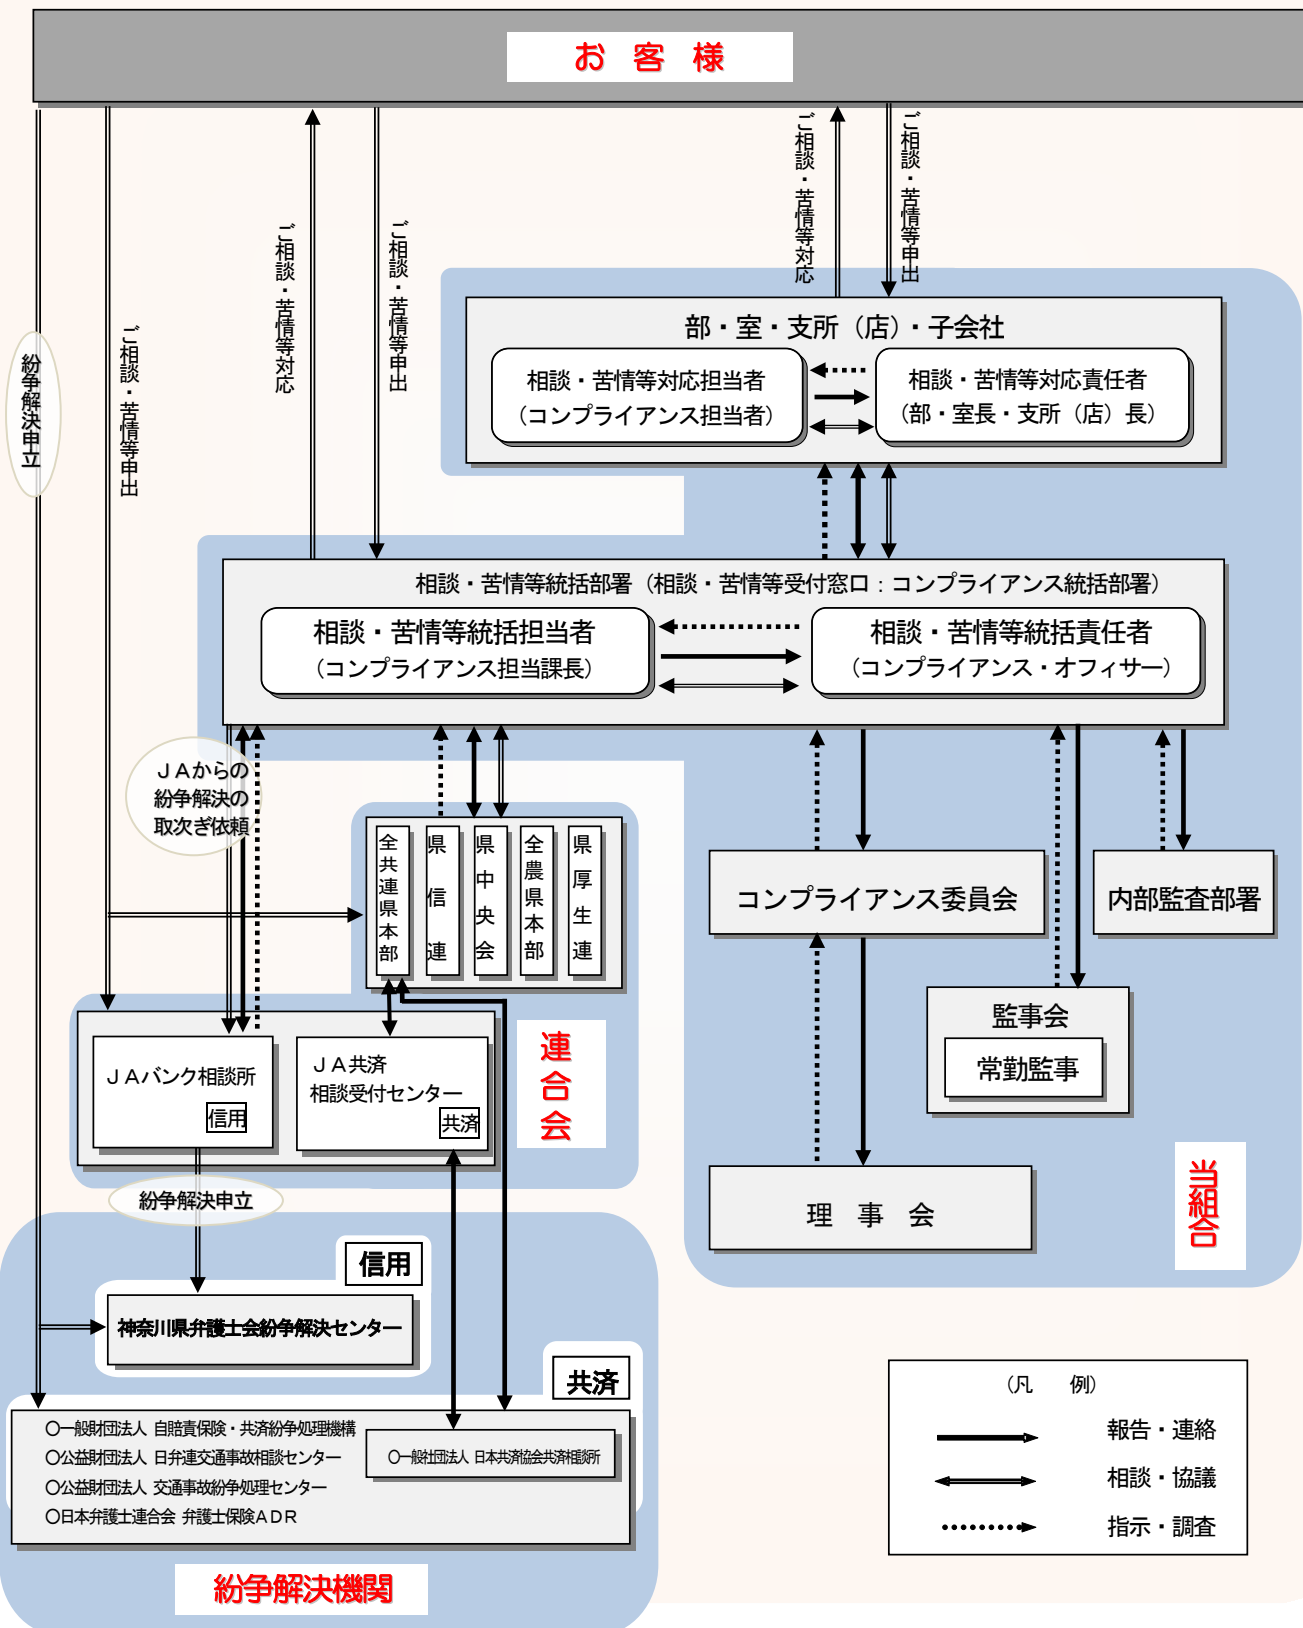 お 客 様
ご相談・苦情等対応
ご相談・苦情等申出
ご相談・苦情等対応
ご相談・苦情等申出
ご相談・苦情等申出
紛争解決申立
部・室・支所（店）・子会社
相談・苦情等対応担当者
（コンプライアンス担当者）
相談・苦情等対応責任者
（部・室長・支所（店）長）
相談・苦情等統括部署（相談・苦情等受付窓口：コンプライアンス統括部署）
相談・苦情等統括担当者
（コンプライアンス担当課長）
相談・苦情等統括責任者
（コンプライアンス・オフィサー）
ＪＡからの
紛争解決の
取次ぎ依頼
全共連県本部
県信連
県中央会
全農県本部
県厚生連
コンプライアンス委員会
内部監査部署
監事会
常勤監事
理 事 会
当組合
連合会
ＪＡバンク相談所
信用
ＪＡ共済
相談受付センター
共済
紛争解決申立
信用
神奈川県弁護士会紛争解決センター
共済
〇一般財団法人 自賠責保険・共済紛争処理機構
〇公益財団法人 日弁連交通事故相談センター
〇公益財団法人 交通事故紛争処理センター
〇日本弁護士連合会 弁護士保険ＡＤＲ
〇一般社団法人 日本共済協会共済相談所
紛争解決機関
（凡 例）
報告・連絡
相談・協議
指示・調査